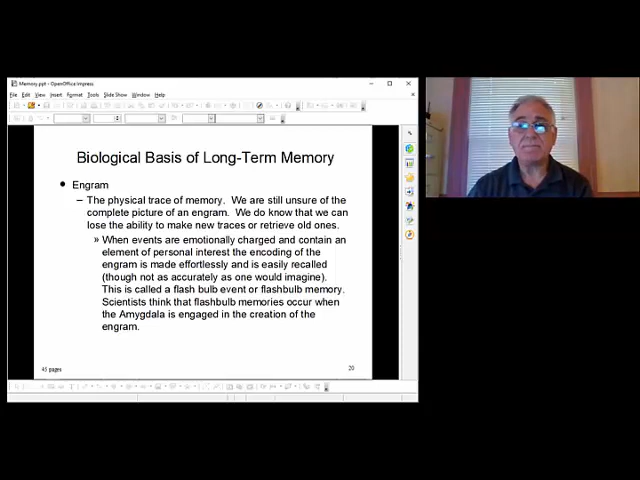 Memory.ppt - OpenOffice Impress
File Edit View Insert Format Tools Slide Show Window Help
Biological Basis of Long-Term Memory
• Engram
– The physical trace of memory. We are still unsure of the
complete picture of an engram. We do know that we can
lose the ability to make new traces or retrieve old ones.
» When events are emotionally charged and contain an
element of personal interest the encoding of the
engram is made effortlessly and is easily recalled
(though not as accurately as one would imagine).
This is called a flash bulb event or flashbulb memory.
Scientists think that flashbulb memories occur when
the Amygdala is engaged in the creation of the
engram.
45 pages
20